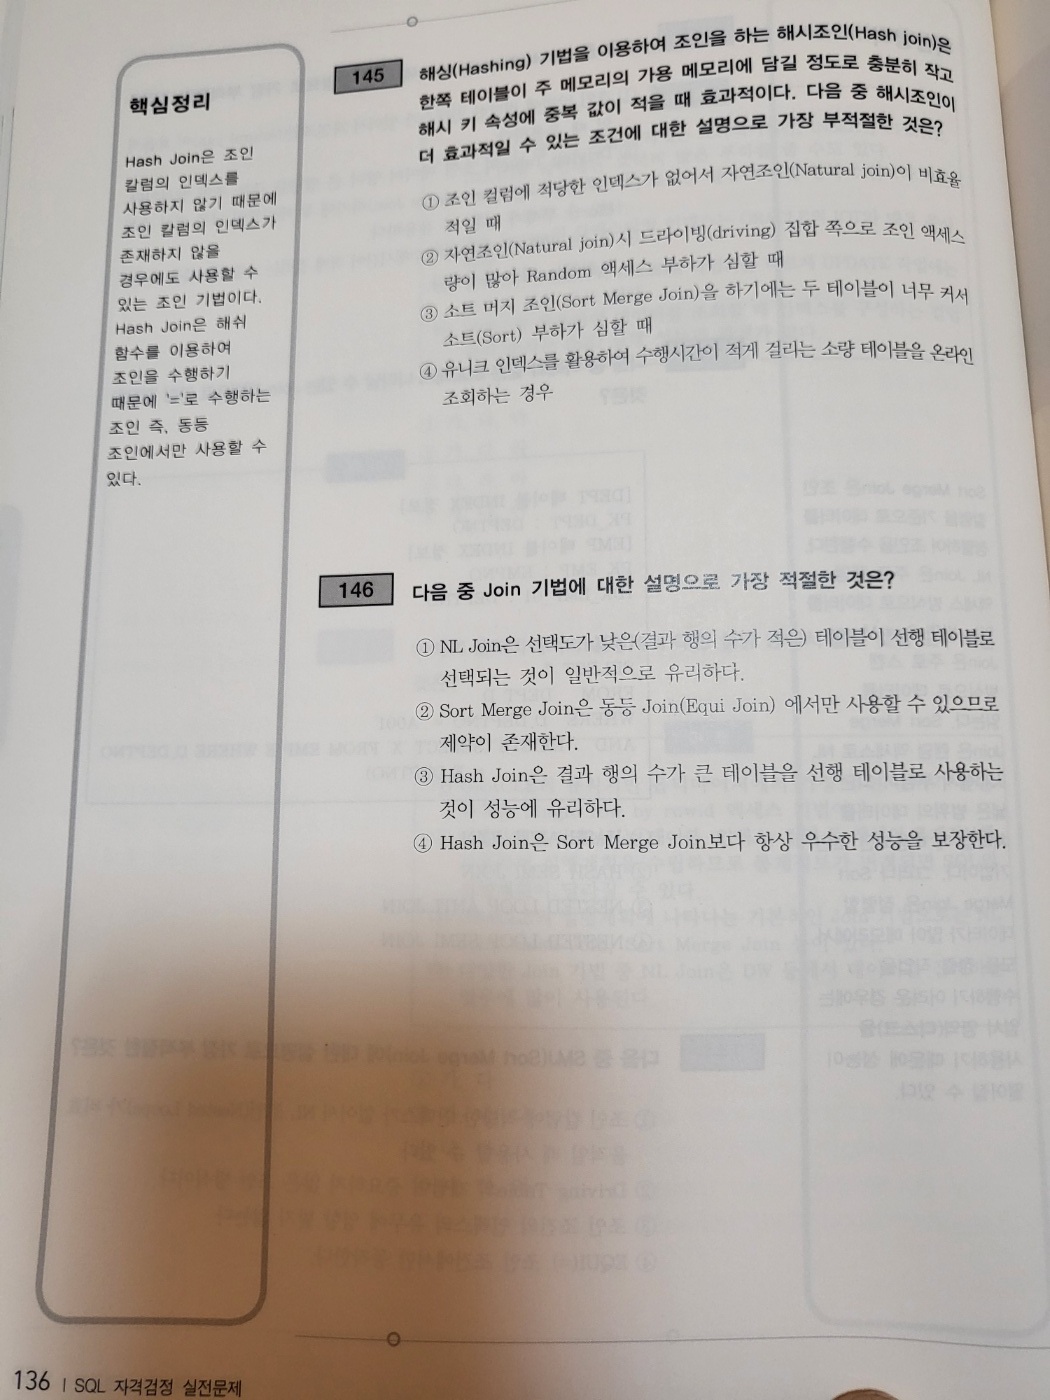 핵심정리
Hash Join은 조인
칼럼의 인덱스를
사용하지 않기 때문에
조인 칼럼의 인덱스가
존재하지 않을
경우에도 사용할 수
있는 조인 기법이다.
Hash Join은 해쉬
함수를 이용하여
조인을 수행하기
때문에 '='로 수행하는
조인 즉, 동등
조인에서만 사용할 수
있다.
145 해싱(Hashing) 기법을 이용하여 조인을 하는 해시조인(Hash join)은
한쪽 테이블이 주 메모리의 가용 메모리에 담길 정도로 충분히 작고
해시 키 속성에 중복 값이 적을 때 효과적이다. 다음 중 해시조인이
더 효과적일 수 있는 조건에 대한 설명으로 가장 부적절한 것은?
① 조인 컬럼에 적당한 인덱스가 없어서 자연조인(Natural join)이 비효율
적일 때
② 자연조인(Natural join)시 드라이빙(driving) 집합 쪽으로 조인 액세스
량이 많아 Random 액세스 부하가 심할 때
③ 소트 머지 조인(Sort Merge Join)을 하기에는 두 테이블이 너무 커서
소트(Sort) 부하가 심할 때
④ 유니크 인덱스를 활용하여 수행시간이 적게 걸리는 소량 테이블을 온라인
조회하는 경우
146 다음 중 Join 기법에 대한 설명으로 가장 적절한 것은?
① NL Join은 선택도가 낮은(결과 행의 수가 적은) 테이블이 선행 테이블로
선택되는 것이 일반적으로 유리하다.
② Sort Merge Join은 동등 Join(Equi Join) 에서만 사용할 수 있으므로
제약이 존재한다.
③ Hash Join은 결과 행의 수가 큰 테이블을 선행 테이블로 사용하는
것이 성능에 유리하다.
④ Hash Join은 Sort Merge Join보다 항상 우수한 성능을 보장한다.
136 | SQL 자격검정 실전문제